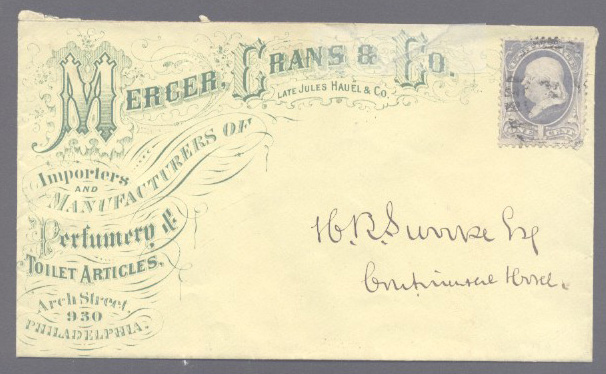 MERCER, CRANS & CO.
LATE JULES HAUEL & CO.
Importers
AND
MANUFACTURERS OF
Perfumery &
TOILET ARTICLES.
Arch Street
930
PHILADELPHIA.
H. R. Esq
Continental Hotel.